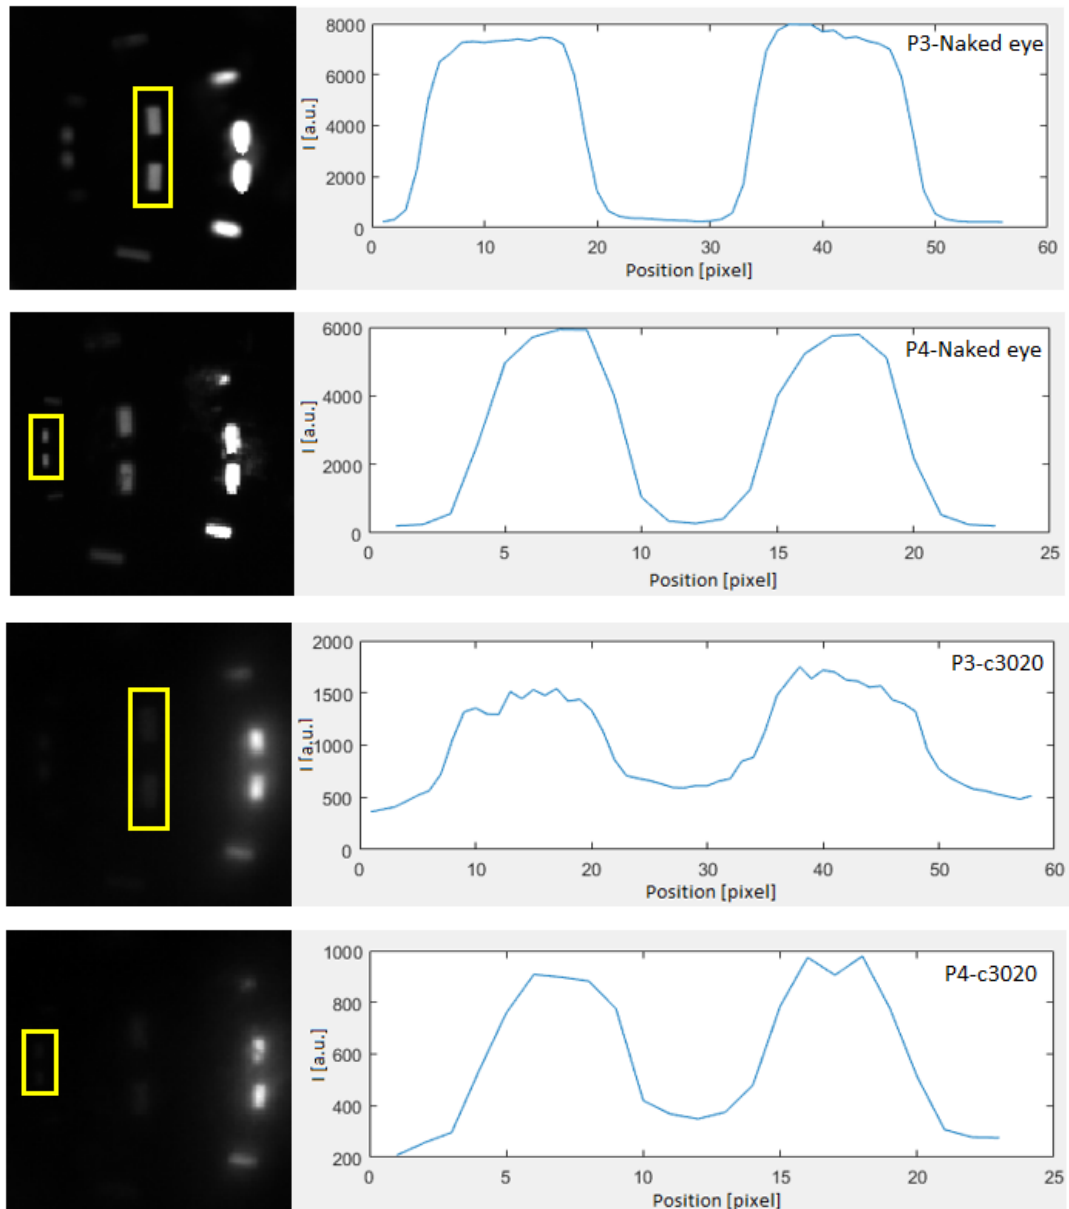 8000
6000
4000
2000
0
I [a.u.]
P3-Naked eye
0 10 20 30 40 50 60
Position [pixel]
6000
4000
2000
0
I [a.u.]
P4-Naked eye
0 5 10 15 20 25
Position [pixel]
2000
1500
1000
500
0
I [a.u.]
P3-c3020
0 10 20 30 40 50 60
Position [pixel]
1000
800
600
400
200
I [a.u.]
P4-c3020
0 5 10 15 20 25
Position [pixel]